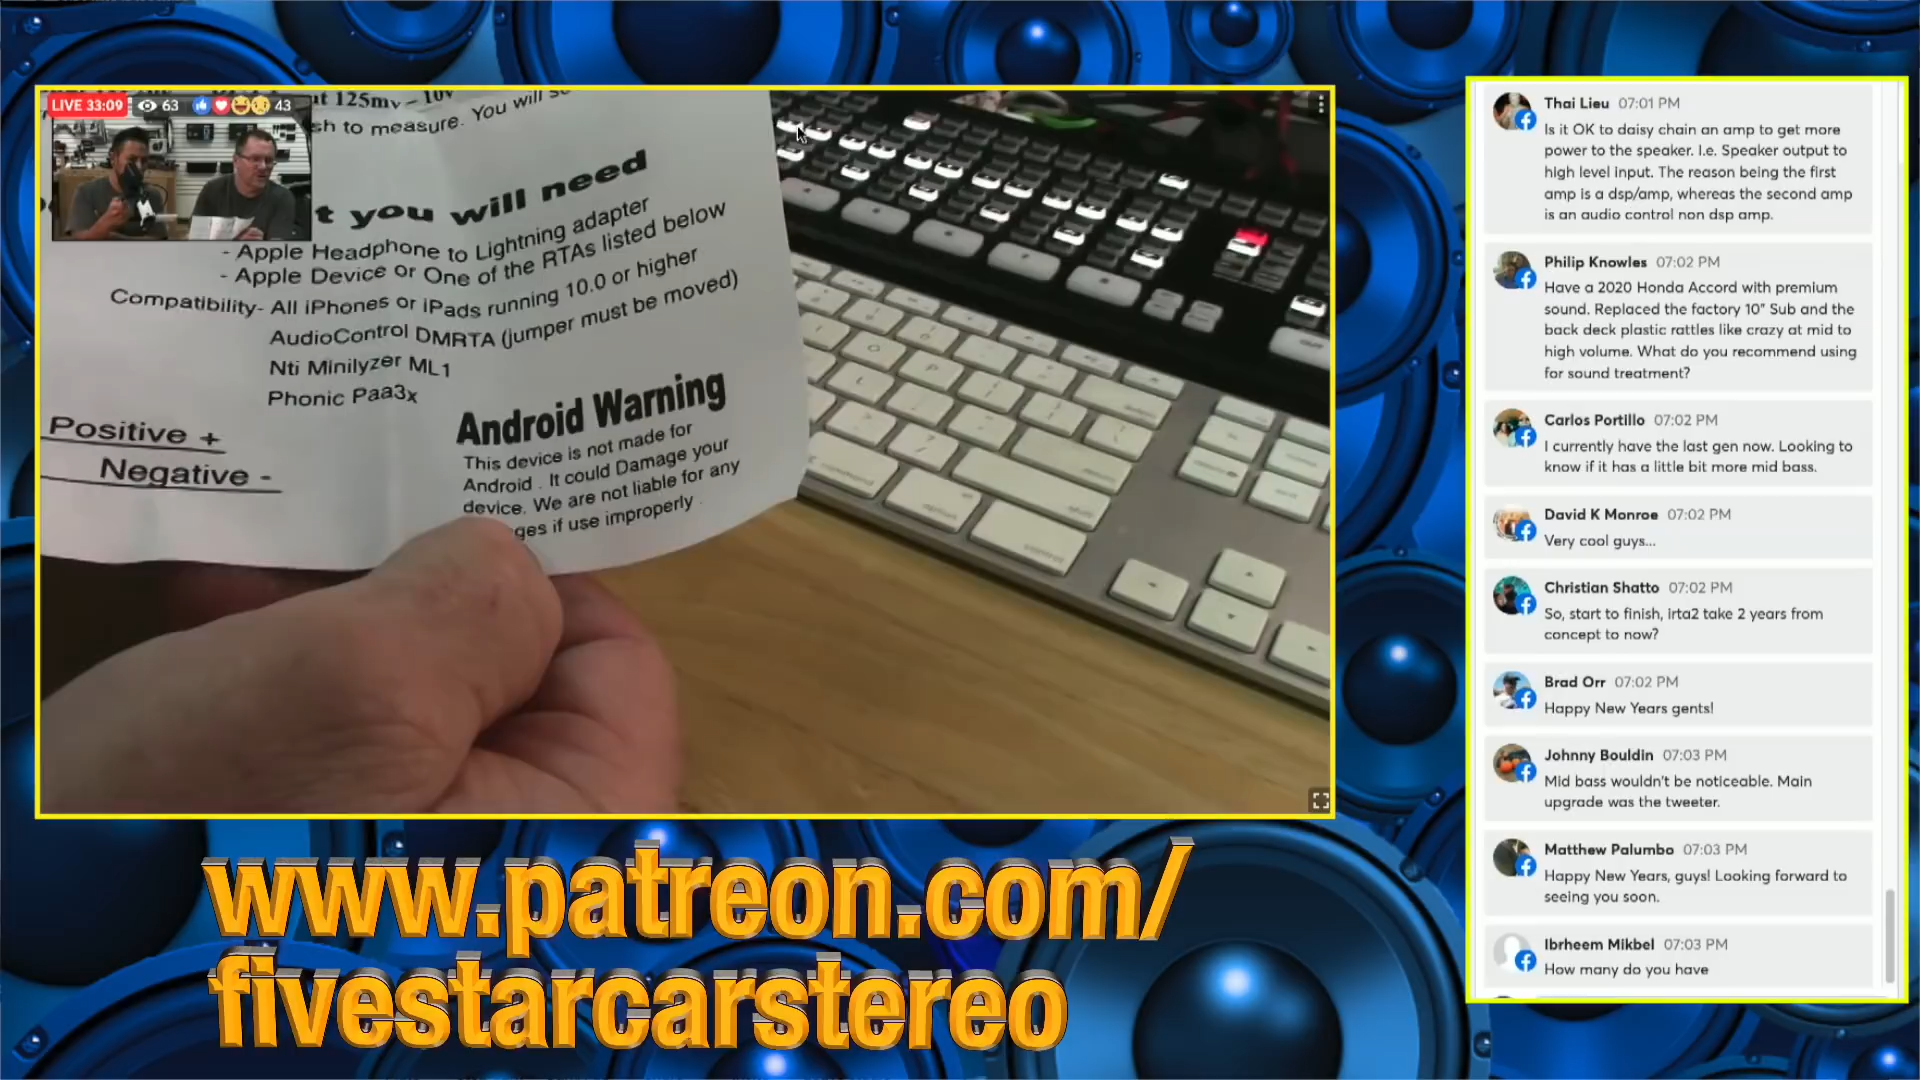 LIVE 33:09 63 43
at 125mv - 10v
sh to measure. You will
t you will need
- Apple Headphone to Lightning adapter
- Apple Device or One of the RTAs listed below
Compatibility- All iPhones or iPads running 10.0 or higher
AudioControl DMRTA (jumper must be moved)
Nti Minilyzer ML1
Phonic Paa3x
Positive +
Negative -
Android Warning
This device is not made for
Android . It could Damage your
device. We are not liable for any
ges if use improperly .
www.patreon.com/
fivestarcarstereo
Thai Lieu 07:01 PM
Is it OK to daisy chain an amp to get more
power to the speaker. I.e. Speaker output to
high level input. The reason being the first
amp is a dsp/amp, whereas the second amp
is an audio control non dsp amp.
Philip Knowles 07:02 PM
Have a 2020 Honda Accord with premium
sound. Replaced the factory 10" Sub and the
back deck plastic rattles like crazy at mid to
high volume. What do you recommend using
for sound treatment?
Carlos Portillo 07:02 PM
I currently have the last gen now. Looking to
know if it has a little bit more mid bass.
David K Monroe 07:02 PM
Very cool guys...
Christian Shatto 07:02 PM
So, start to finish, irta2 take 2 years from
concept to now?
Brad Orr 07:02 PM
Happy New Years gents!
Johnny Bouldin 07:03 PM
Mid bass wouldn't be noticeable. Main
upgrade was the tweeter.
Matthew Palumbo 07:03 PM
Happy New Years, guys! Looking forward to
seeing you soon.
Ibrheem Mikbel 07:03 PM
How many do you have